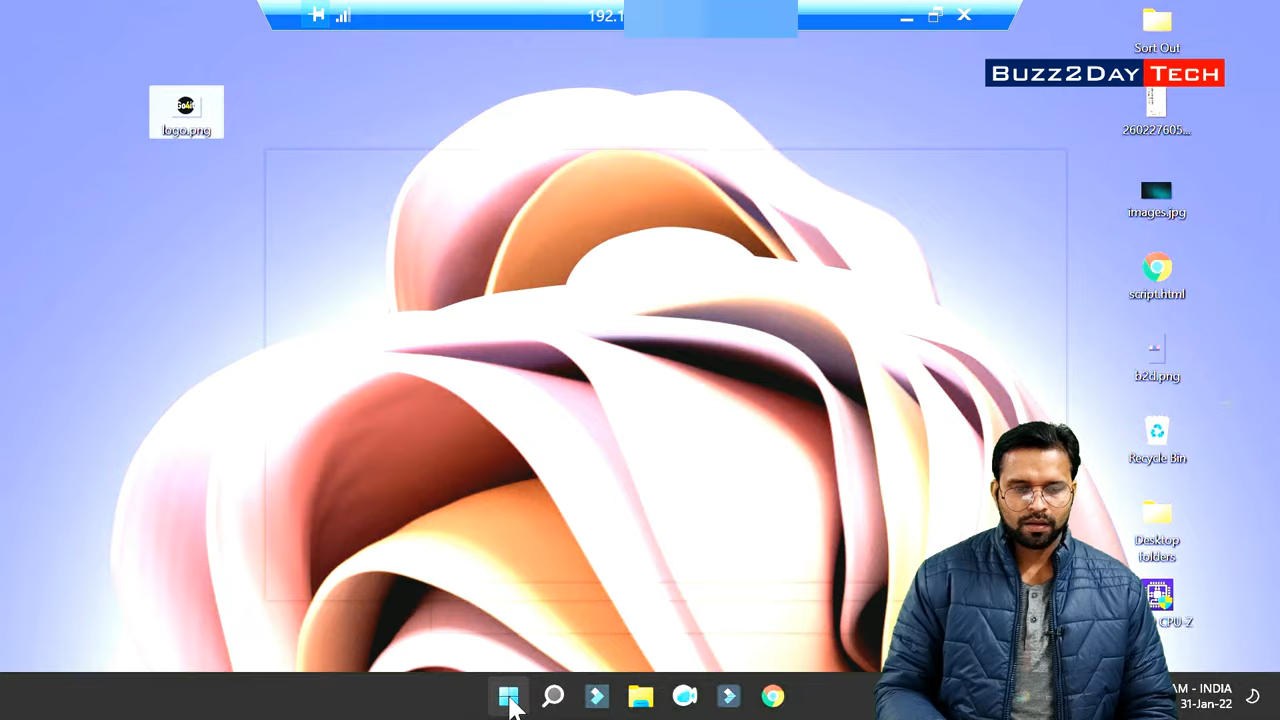 192.1
Sort Out
BUZZ2DAY TECH
Go4it
logo.png
260227605...
images.jpg
script.html
b2d.png
Recycle Bin
Desktop
folders
CPU-Z
AM - INDIA
31-Jan-22